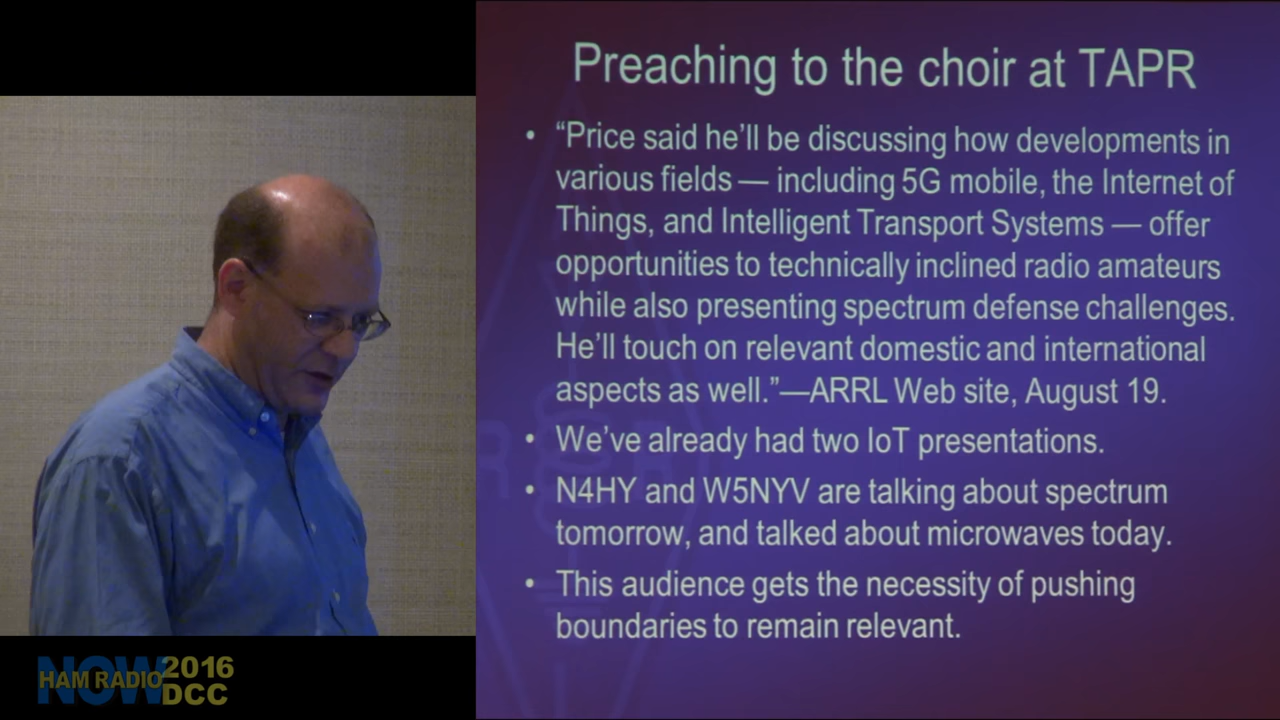 Preaching to the choir at TAPR
• “Price said he’ll be discussing how developments in
various fields — including 5G mobile, the Internet of
Things, and Intelligent Transport Systems — offer
opportunities to technically inclined radio amateurs
while also presenting spectrum defense challenges.
He’ll touch on relevant domestic and international
aspects as well.”—ARRL Web site, August 19.
• We’ve already had two IoT presentations.
• N4HY and W5NYV are talking about spectrum
tomorrow, and talked about microwaves today.
• This audience gets the necessity of pushing
boundaries to remain relevant.
NOW
HAM RADIO
2016
DCC